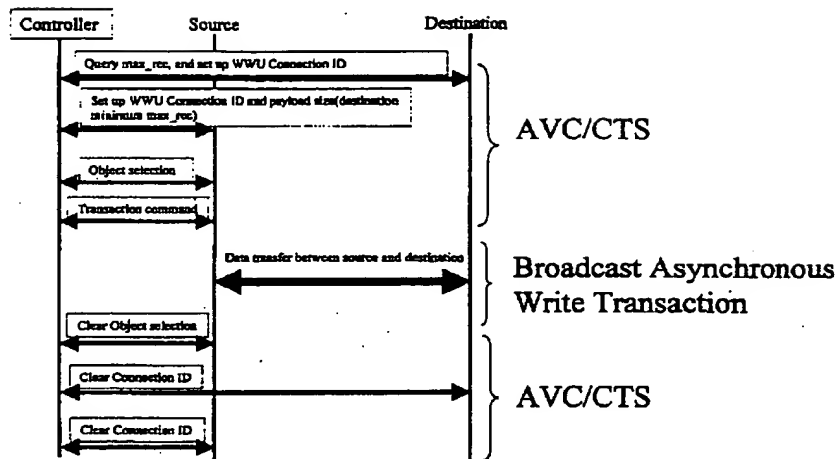 Controller
Source
Destination
Query max_rec, and set up WWU Connection ID
Set up WWU Connection ID and payload size(destination
minimum max_rec)
AVC/CTS
Object selection
Transaction command
Data transfer between source and destination
Broadcast Asynchronous
Write Transaction
Clear Object selection
Clear Connection ID
AVC/CTS
Clear Connection ID